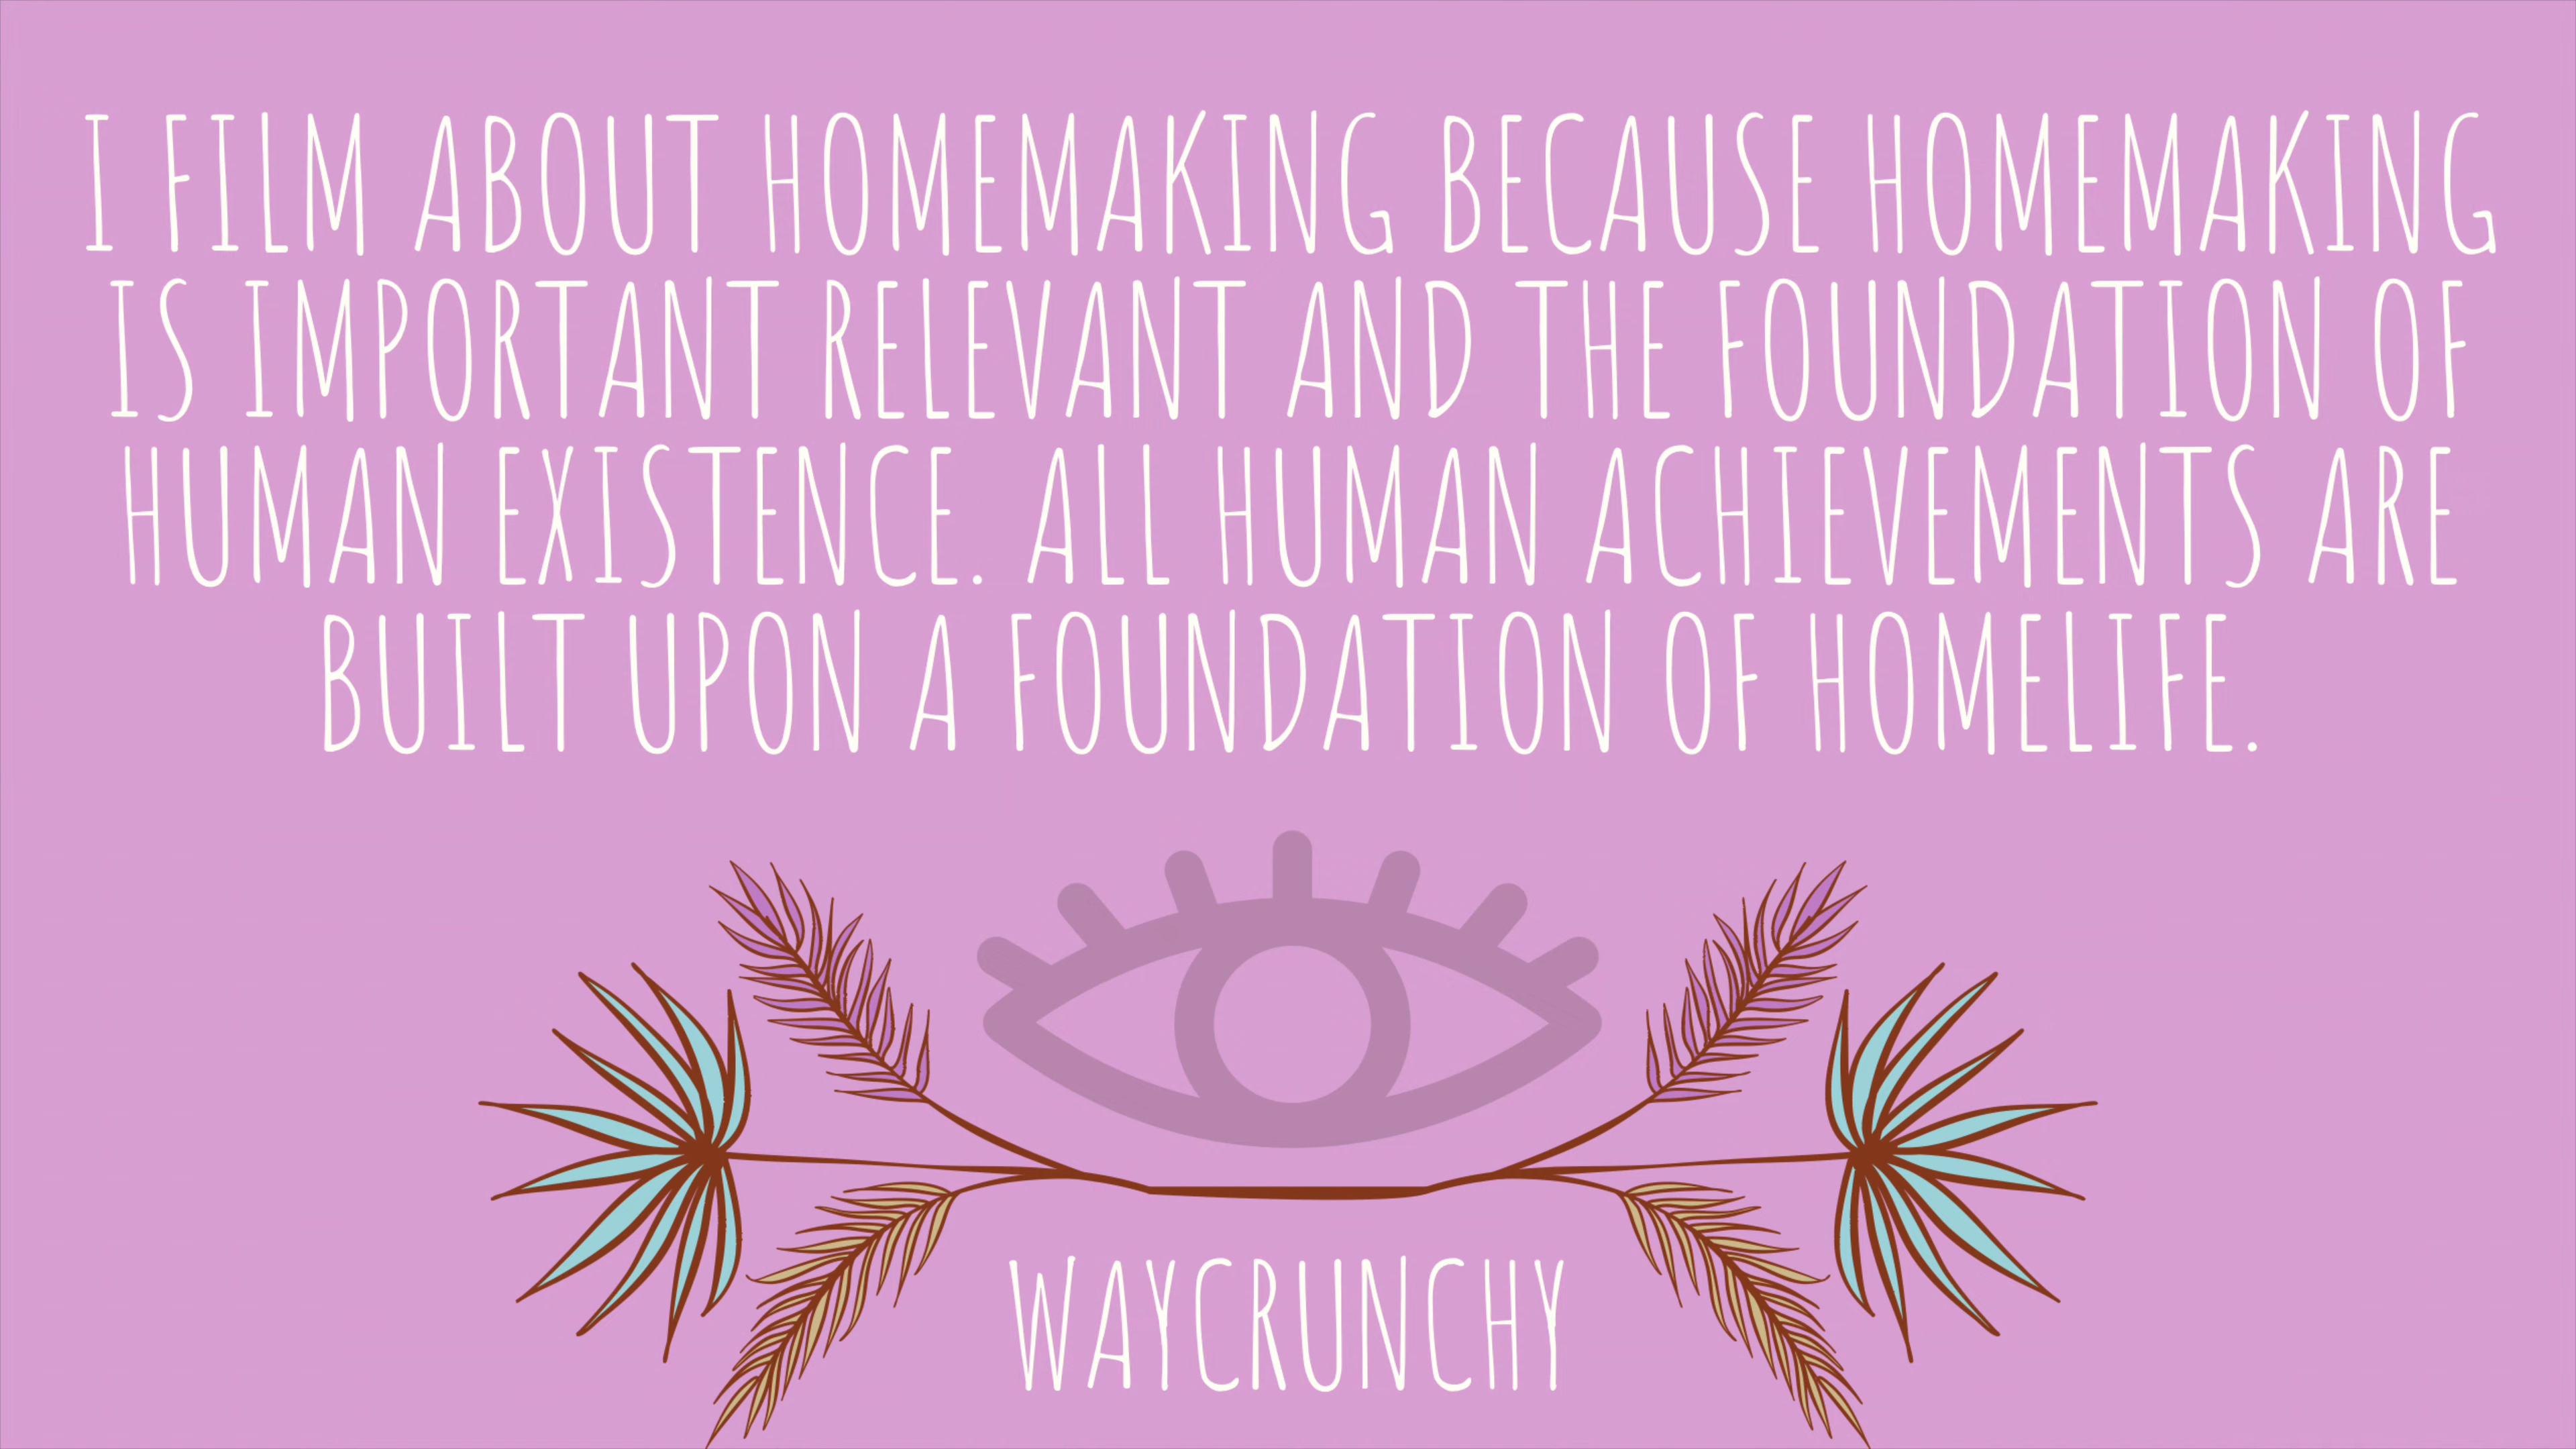 I FILM ABOUT HOMEMAKING BECAUSE HOMEMAKING
IS IMPORTANT RELEVANT AND THE FOUNDATION OF
HUMAN EXISTENCE. ALL HUMAN ACHIEVEMENTS ARE
BUILT UPON A FOUNDATION OF HOMELIFE.
WAYCRUNCHY